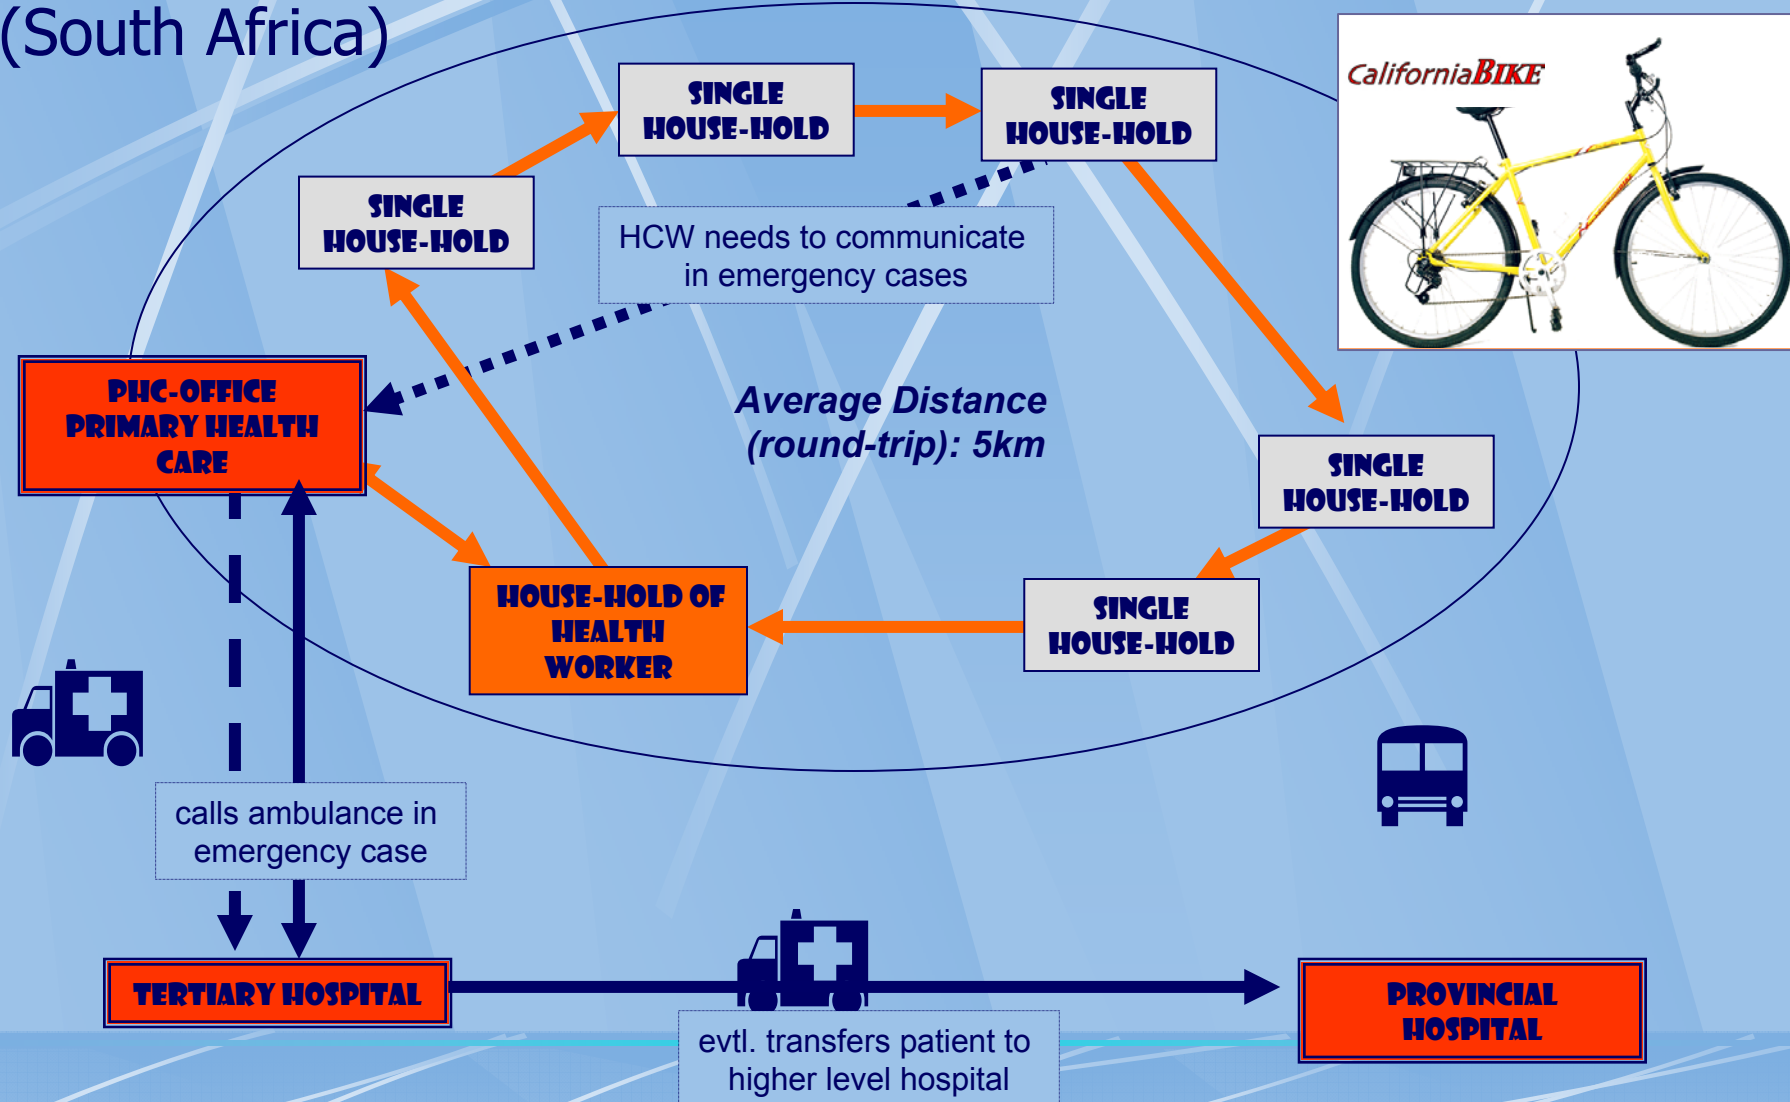 (South Africa)
CaliforniaBIKE
SINGLE
HOUSE-HOLD
SINGLE
HOUSE-HOLD
SINGLE
HOUSE-HOLD
HCW needs to communicate
in emergency cases
PHC-OFFICE
PRIMARY HEALTH
CARE
Average Distance
(round-trip): 5km
SINGLE
HOUSE-HOLD
HOUSE-HOLD OF
HEALTH
WORKER
SINGLE
HOUSE-HOLD
calls ambulance in
emergency case
TERTIARY HOSPITAL
PROVINCIAL
HOSPITAL
evtl. transfers patient to
higher level hospital